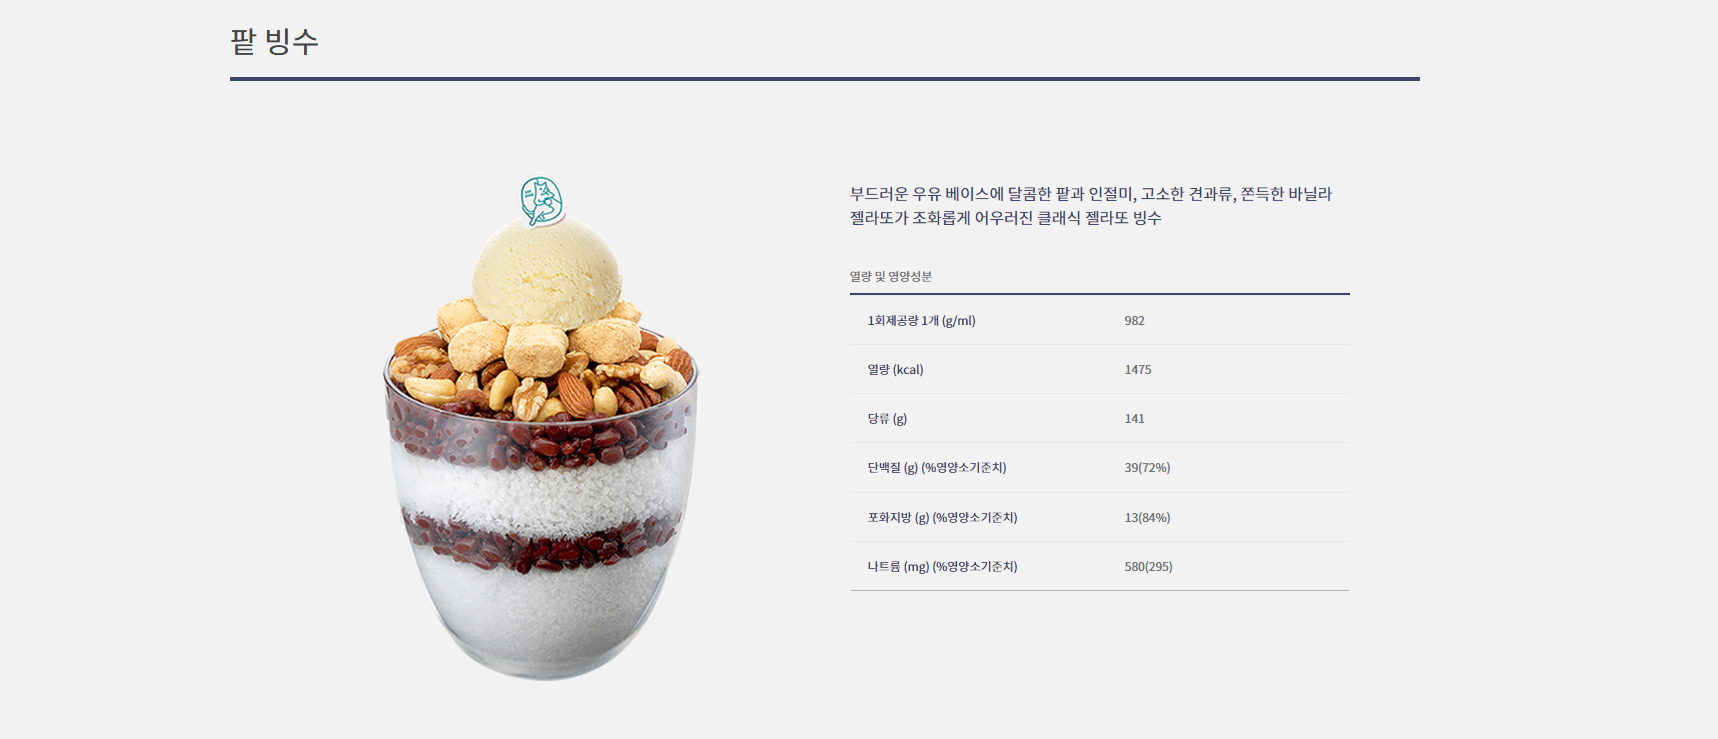 팥 빙수
부드러운 우유 베이스에 달콤한 팥과 인절미, 고소한 견과류, 쫀득한 바닐라
젤라또가 조화롭게 어우러진 클래식 젤라또 빙수
열량 및 영양성분
1회제공량 1개 (g/ml) 982
열량 (kcal) 1475
당류 (g) 141
단백질 (g) (%영양소기준치) 39(72%)
포화지방 (g) (%영양소기준치) 13(84%)
나트륨 (mg) (%영양소기준치) 580(295)